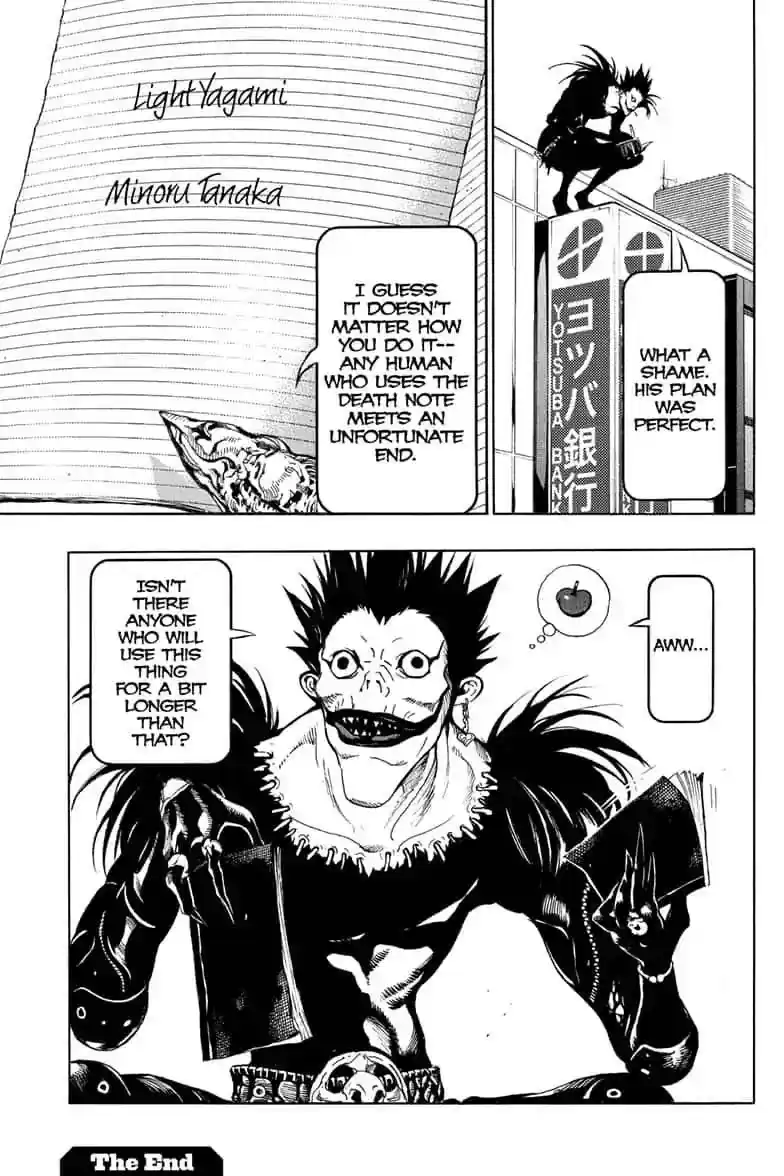 WHAT A
SHAME.
HIS PLAN
WAS
PERFECT.
YOTSUBA BANK
ヨツバ銀行
Light Yagami
Minoru Tanaka
I GUESS
IT DOESN'T
MATTER HOW
YOU DO IT--
ANY HUMAN
WHO USES THE
DEATH NOTE
MEETS AN
UNFORTUNATE
END.
AWW...
ISN'T
THERE
ANYONE
WHO WILL
USE THIS
THING
FOR A BIT
LONGER
THAN
THAT?
The End